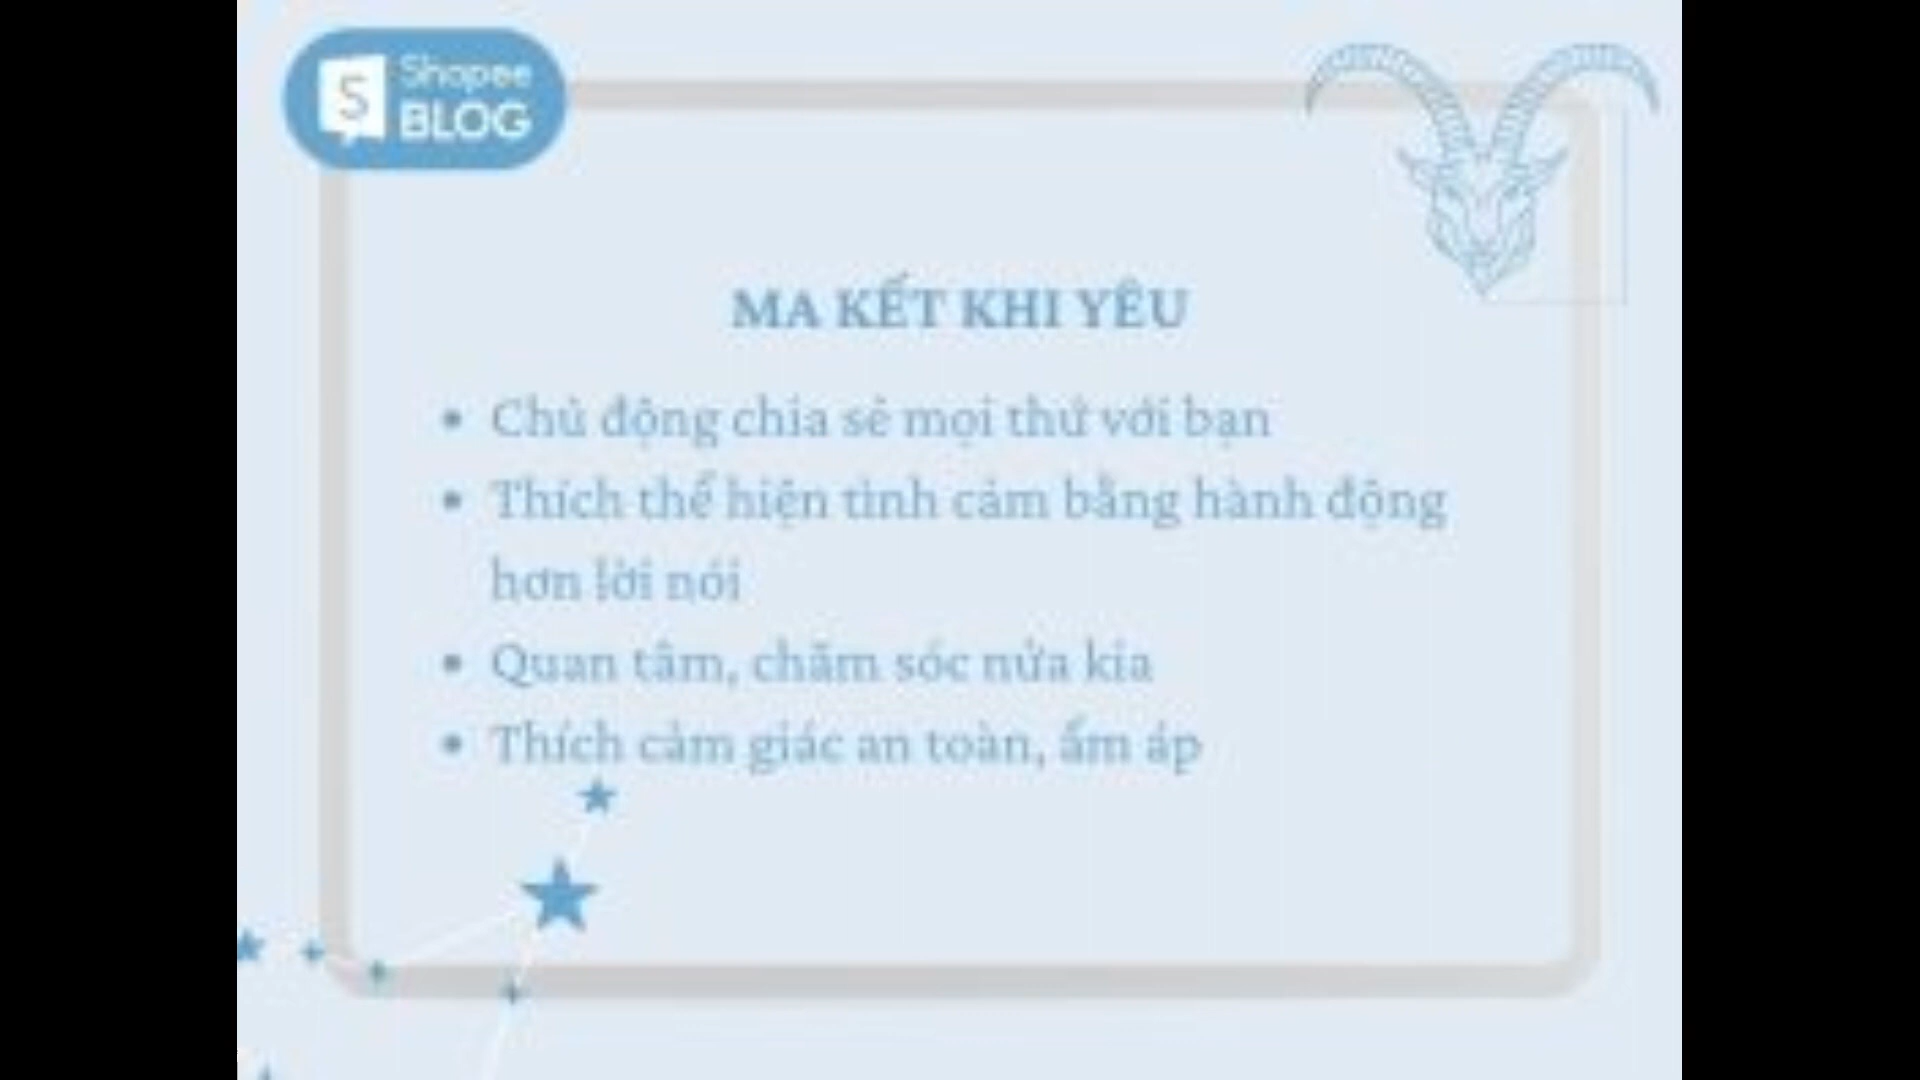 S Shopee
BLOG
MA KẾT KHI YÊU
• Chủ động chia sẻ mọi thứ với bạn
• Thích thể hiện tình cảm bằng hành động
hơn lời nói
• Quan tâm, chăm sóc nửa kia
• Thích cảm giác an toàn, ấm áp